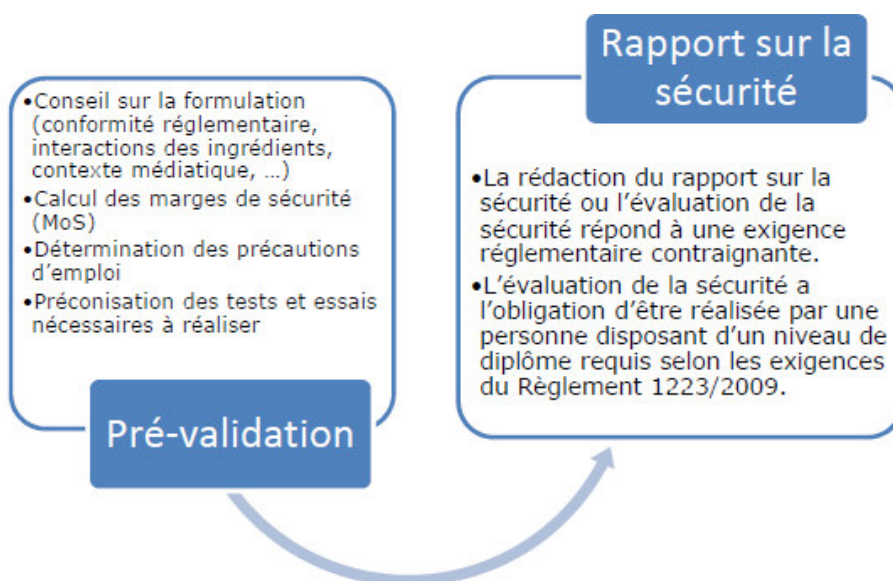 •Conseil sur la formulation
(conformité réglementaire,
interactions des ingrédients,
contexte médiatique, …)
•Calcul des marges de sécurité
(MoS)
•Détermination des précautions
d’emploi
•Préconisation des tests et essais
nécessaires à réaliser
Pré-validation
Rapport sur la
sécurité
•La rédaction du rapport sur la
sécurité ou l’évaluation de la
sécurité répond à une exigence
réglementaire contraignante.
•L’évaluation de la sécurité a
l’obligation d’être réalisée par une
personne disposant d’un niveau de
diplôme requis selon les exigences
du Règlement 1223/2009.